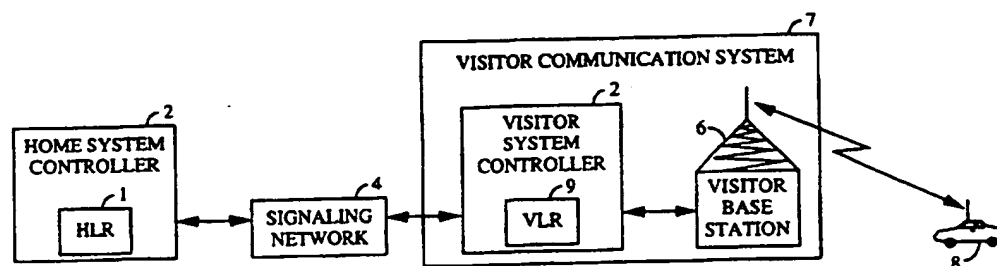 7
VISITOR COMMUNICATION SYSTEM
2
HOME SYSTEM
CONTROLLER
1
HLR
4
SIGNALING
NETWORK
2
VISITOR
SYSTEM
CONTROLLER
9
VLR
6
VISITOR
BASE
STATION
8